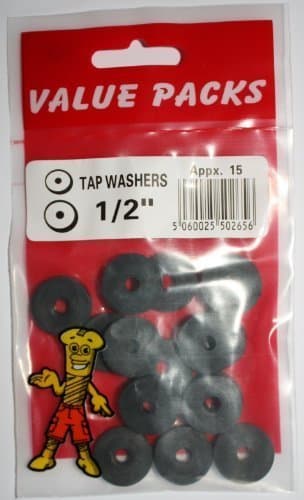 VALUE PACKS
TAP WASHERS
1/2"
Appx. 15
5 060025 502656